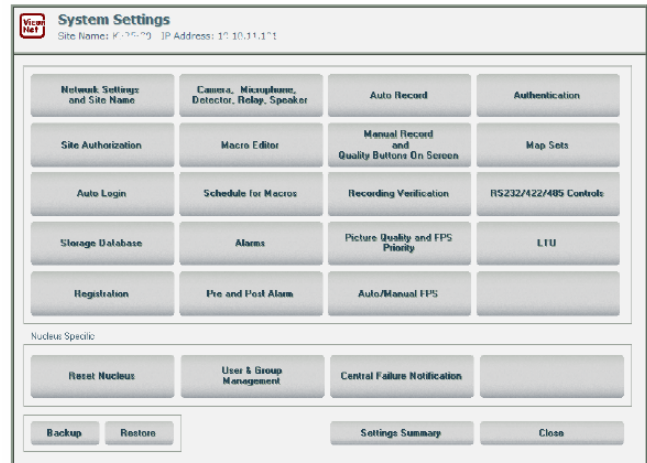 Vicon
Net
System Settings
Site Name: IP Address:
Network Settings
and Site Name
Camera, Microphone,
Detector, Relay, Speaker
Auto Record
Authentication
Site Authorization
Macro Editor
Manual Record
and
Quality Buttons On Screen
Map Sets
Auto Login
Schedule for Macros
Recording Verification
RS232/422/485 Controls
Storage Database
Alarms
Picture Quality and FPS
Priority
LTU
Registration
Pre and Post Alarm
Auto/Manual FPS
Nucleus Specific
Reset Nucleus
User & Group
Management
Central Failure Notification
Backup
Restore
Settings Summary
Close